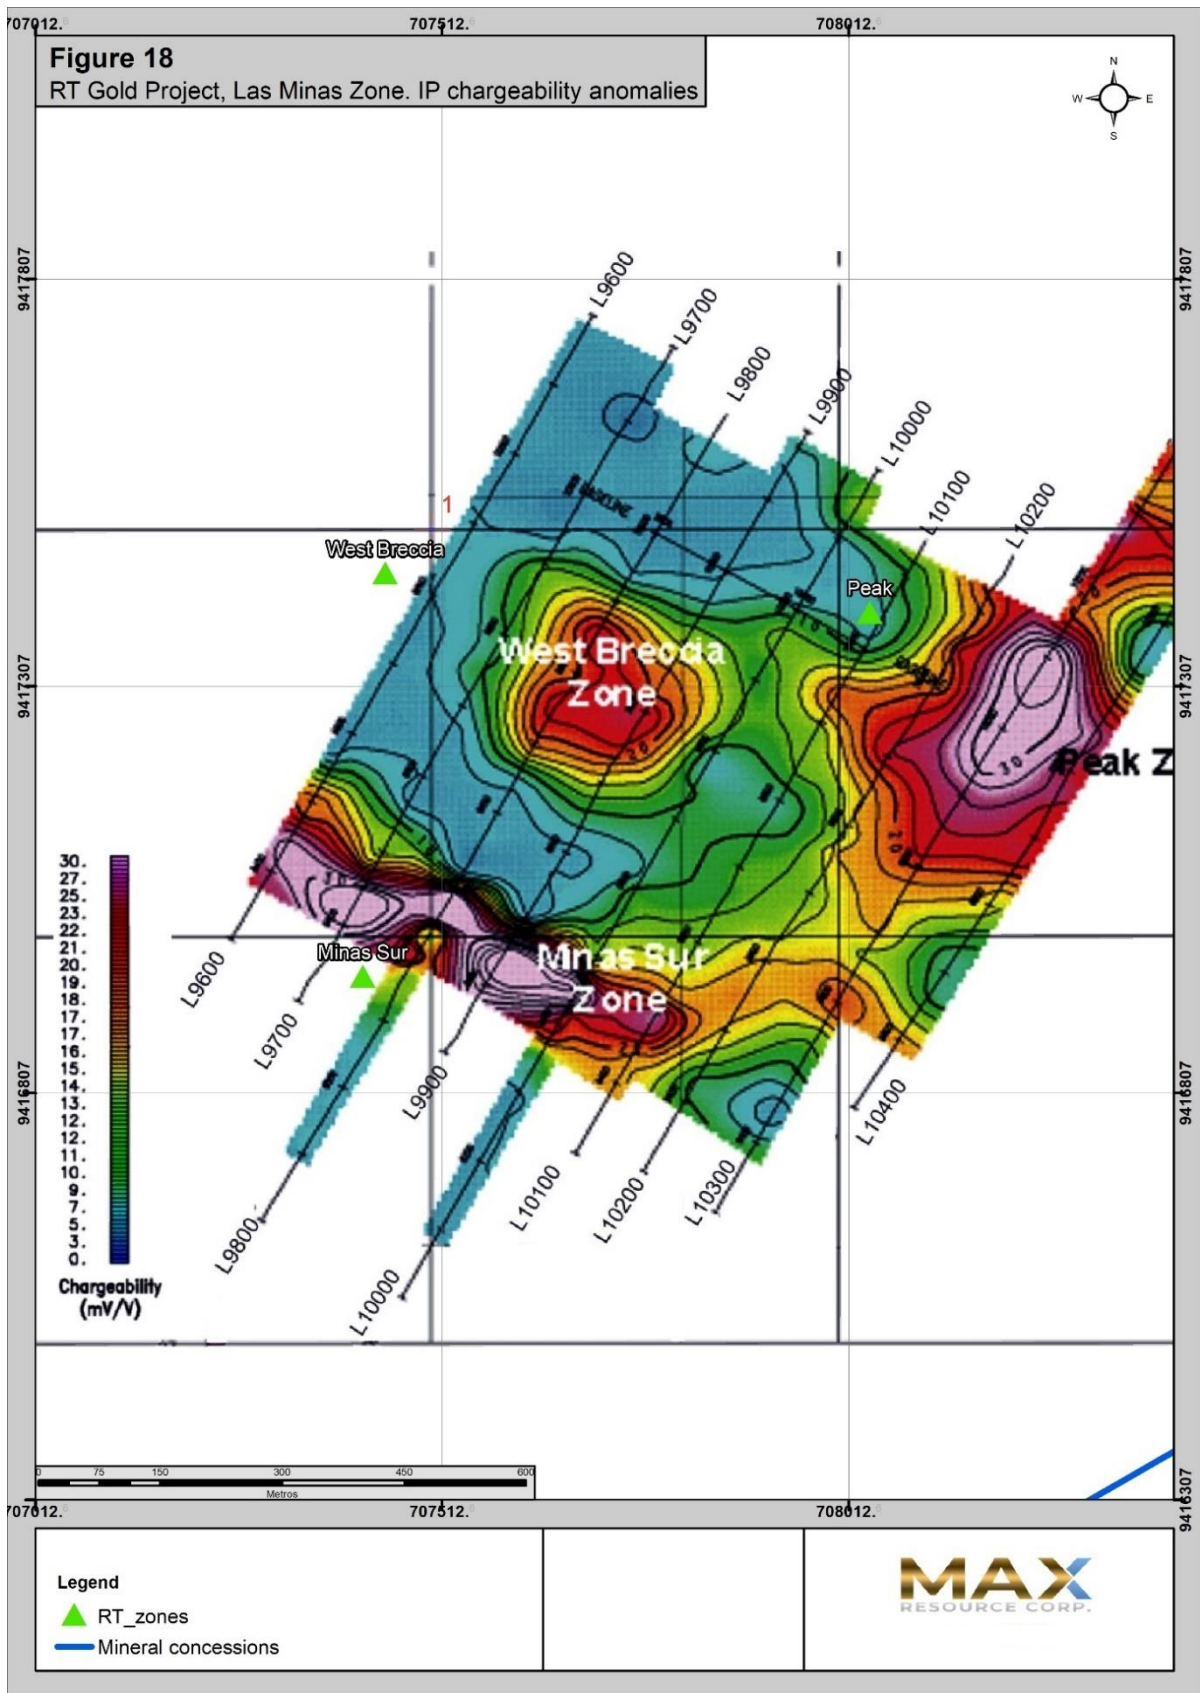 707012.
707512.
708012.
Figure 18
RT Gold Project, Las Minas Zone. IP chargeability anomalies
N
W
E
S
9417807
9417807
L9600
L9700
L9800
L9900
L10000
L10100
L10200
1
West Breccia
Peak
West Breccia
Zone
9417307
9417307
30
20
Peak Z
20
30
Minas Sur
Minas Sur
Zone
L9600
L9700
L9900
L9800
L10000
L10100
L10200
L10300
L10400
9416807
9416807
30.
27.
25.
23.
22.
21.
20.
19.
18.
17.
16.
15.
14.
13.
12.
12.
11.
10.
9.
7.
5.
3.
0.
Chargeability
(mV/V)
0 75 150 300 450 600
Metros
9416307
707012.
707512.
708012.
Legend
RT_zones
Mineral concessions
MAX
RESOURCE CORP.